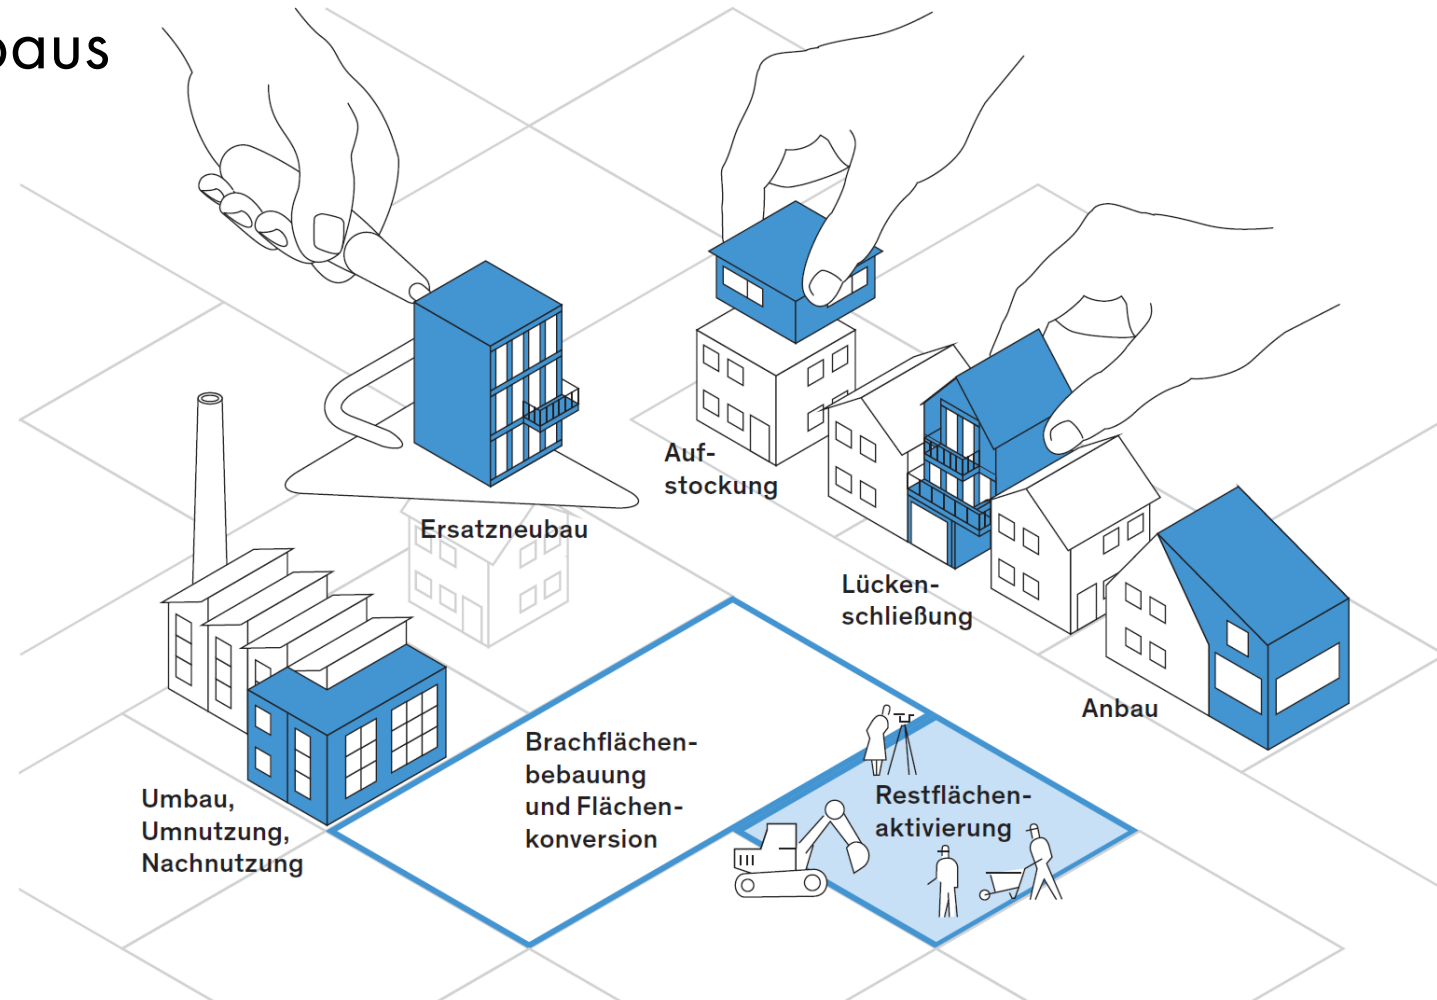 baus
Auf-
stockung
Ersatzneubau
Lücken-
schließung
Anbau
Brachflächen-
bebauung
und Flächen-
konversion
Restflächen-
aktivierung
Umbau,
Umnutzung,
Nachnutzung